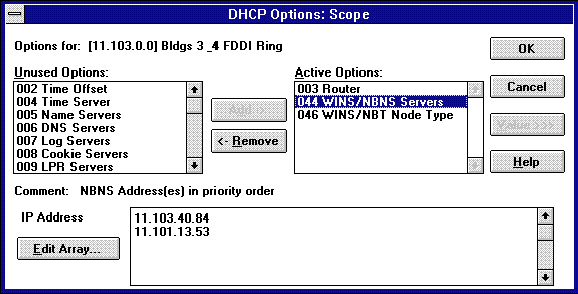 DHCP Options: Scope
Options for: [11.103.0.0] Bldgs 3_4 FDDI Ring
OK
Unused Options:
Active Options:
002 Time Offset
004 Time Server
005 Name Servers
006 DNS Servers
007 Log Servers
008 Cookie Servers
009 LPR Servers
Add ->
<- Remove
003 Router
044 WINS/NBNS Servers
046 WINS/NBT Node Type
Cancel
Value >>>
Help
Comment: NBNS Address(es) in priority order
IP Address
Edit Array...
11.103.40.84
11.101.13.53